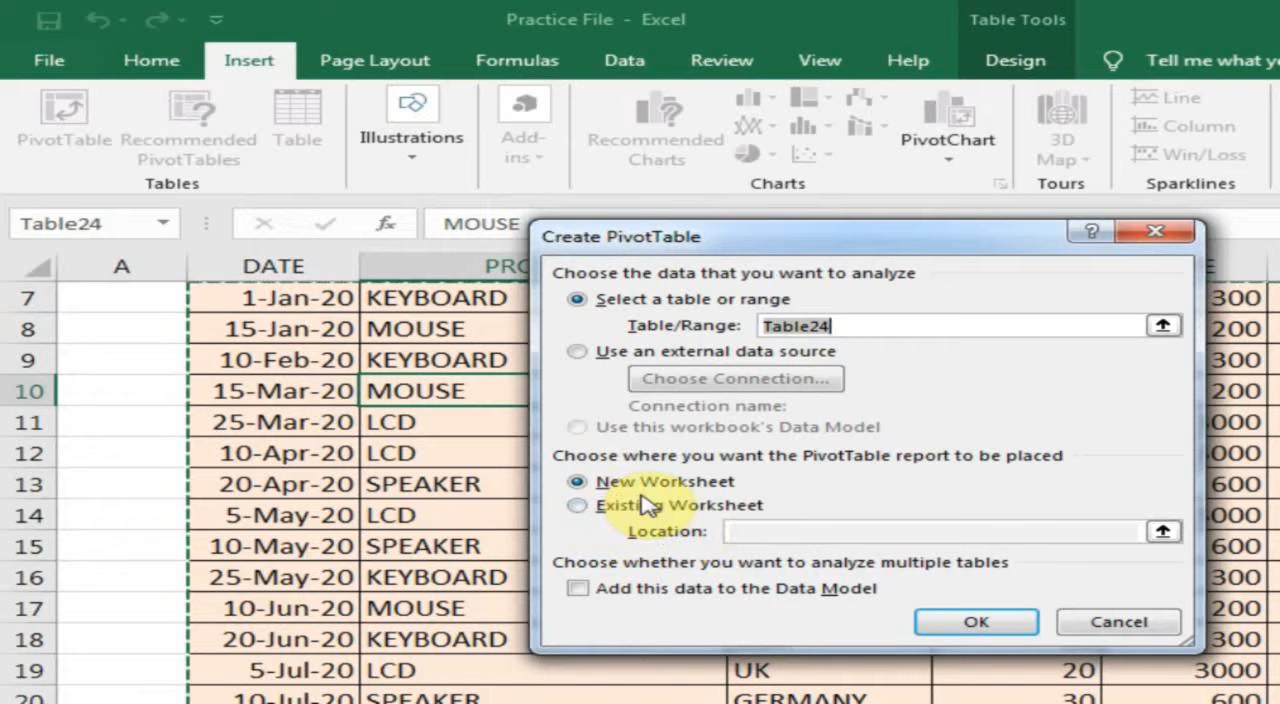 Practice File - Excel
Table Tools
File Home Insert Page Layout Formulas Data Review View Help Design Tell me what y
PivotTable Recommended PivotTables Table
Tables
Illustrations
Add-ins
Recommended Charts
PivotChart
Charts
3D Map
Tours
Line
Column
Win/Loss
Sparklines
Table24 fx MOUSE
A DATE PRO E
7 1-Jan-20 KEYBOARD 300
8 15-Jan-20 MOUSE 200
9 10-Feb-20 KEYBOARD 300
10 15-Mar-20 MOUSE 200
11 25-Mar-20 LCD 000
12 10-Apr-20 LCD 000
13 20-Apr-20 SPEAKER 600
14 5-May-20 LCD 000
15 10-May-20 SPEAKER 600
16 25-May-20 KEYBOARD 300
17 10-Jun-20 MOUSE 200
18 20-Jun-20 KEYBOARD 300
19 5-Jul-20 LCD UK 20 3000
20 10-Jul-20 SPEAKER GERMANY 30 600
Create PivotTable
?
Choose the data that you want to analyze
Select a table or range
Table/Range: Table24
Use an external data source
Choose Connection...
Connection name:
Use this workbook's Data Model
Choose where you want the PivotTable report to be placed
New Worksheet
Existing Worksheet
Location:
Choose whether you want to analyze multiple tables
Add this data to the Data Model
OK Cancel